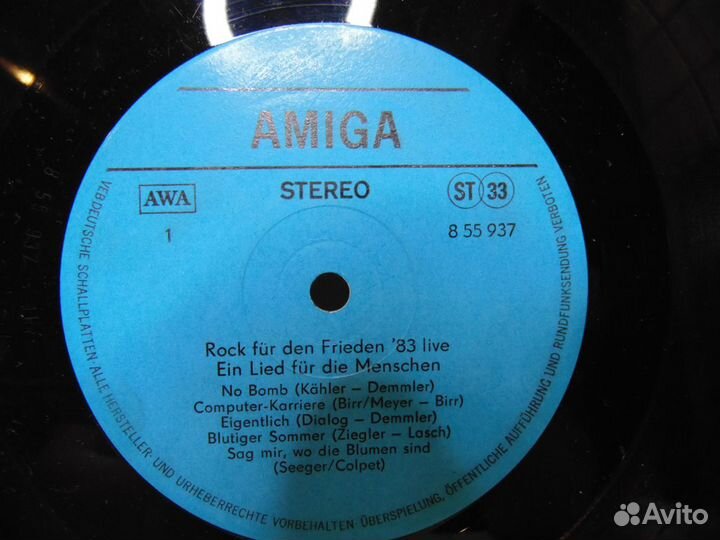 AMIGA
AWA
STEREO
ST 33
1
8 55 937
Rock für den Frieden '83 live
Ein Lied für die Menschen
No Bomb (Kähler – Demmler)
Computer-Karriere (Birr/Meyer – Birr)
Eigentlich (Dialog – Demmler)
Blutiger Sommer (Ziegler – Lasch)
Sag mir, wo die Blumen sind
(Seeger/Colpet)
VEB DEUTSCHE SCHALLPLATTEN · ALLE HERSTELLER- UND URHEBERRECHTE VORBEHALTEN · ÜBERSPIELUNG, ÖFFENTLICHE AUFFÜHRUNG UND RUNDFUNKSENDUNG VERBOTEN
Avito